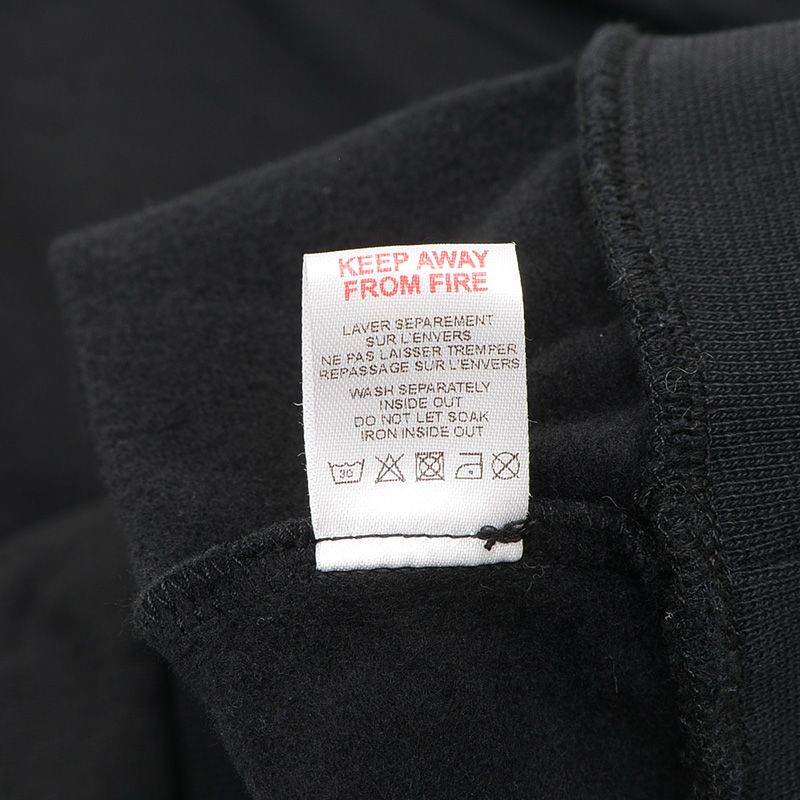 KEEP AWAY
FROM FIRE
LAVER SEPAREMENT
SUR L'ENVERS
NE PAS LAISSER TREMPER
REPASSAGE SUR L'ENVERS
WASH SEPARATELY
INSIDE OUT
DO NOT LET SOAK
IRON INSIDE OUT
30